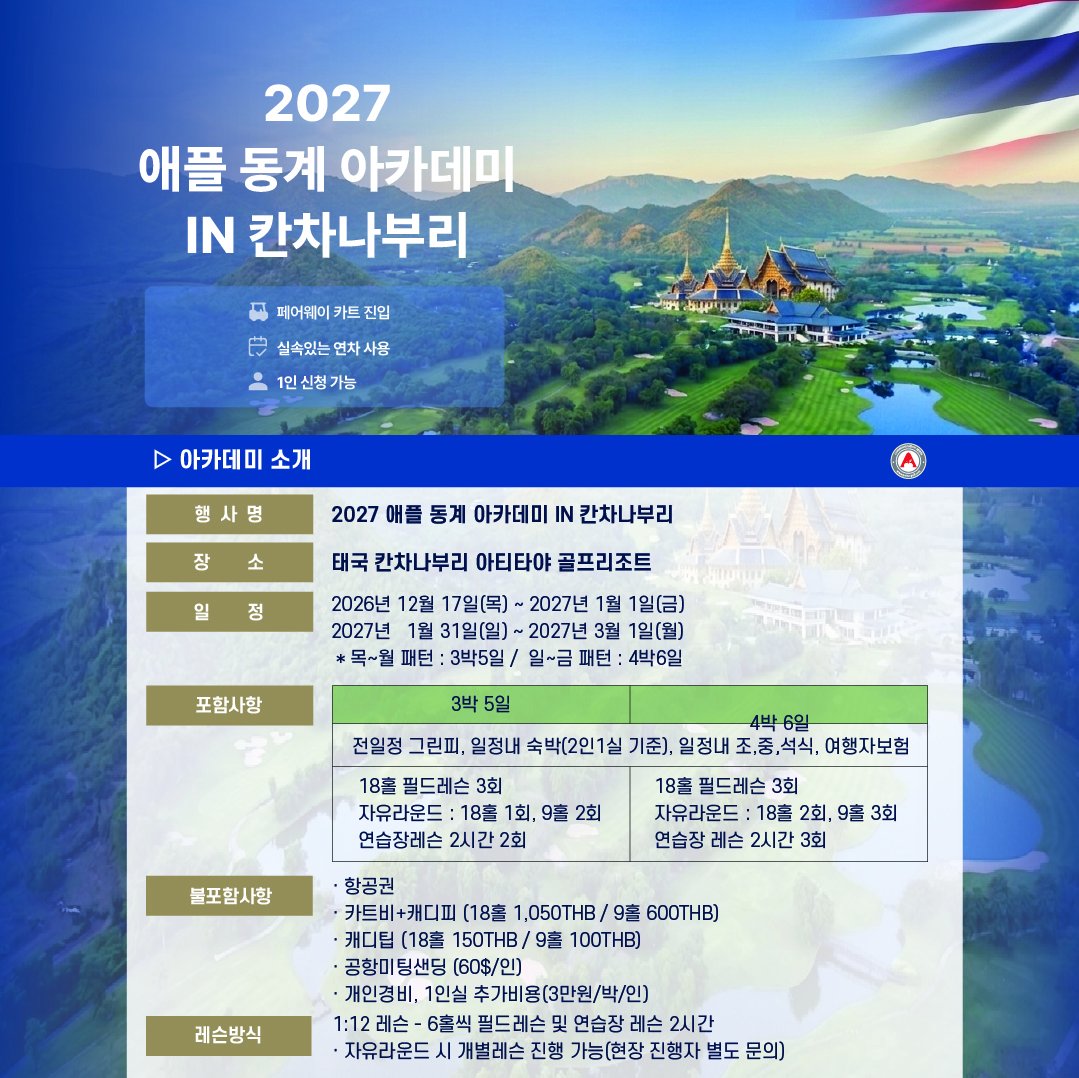 2027
애플 동계 아카데미
IN 칸차나부리
페어웨이 카트 진입
실속있는 연차 사용
1인 신청 가능
▷ 아카데미 소개
A
행 사 명
2027 애플 동계 아카데미 IN 칸차나부리
장 소
태국 칸차나부리 아티타야 골프리조트
일 정
2026년 12월 17일(목) ~ 2027년 1월 1일(금)
2027년 1월 31일(일) ~ 2027년 3월 1일(월)
* 목~월 패턴 : 3박5일 / 일~금 패턴 : 4박6일
포함사항
3박 5일
4박 6일
전일정 그린피, 일정내 숙박(2인1실 기준), 일정내 조,중,석식, 여행자보험
18홀 필드레슨 3회
자유라운드 : 18홀 1회, 9홀 2회
연습장레슨 2시간 2회
18홀 필드레슨 3회
자유라운드 : 18홀 2회, 9홀 3회
연습장 레슨 2시간 3회
불포함사항
· 항공권
· 카트비+캐디피 (18홀 1,050THB / 9홀 600THB)
· 캐디팁 (18홀 150THB / 9홀 100THB)
· 공항미팅샌딩 (60$/인)
· 개인경비, 1인실 추가비용(3만원/박/인)
레슨방식
1:12 레슨 - 6홀씩 필드레슨 및 연습장 레슨 2시간
· 자유라운드 시 개별레슨 진행 가능(현장 진행자 별도 문의)